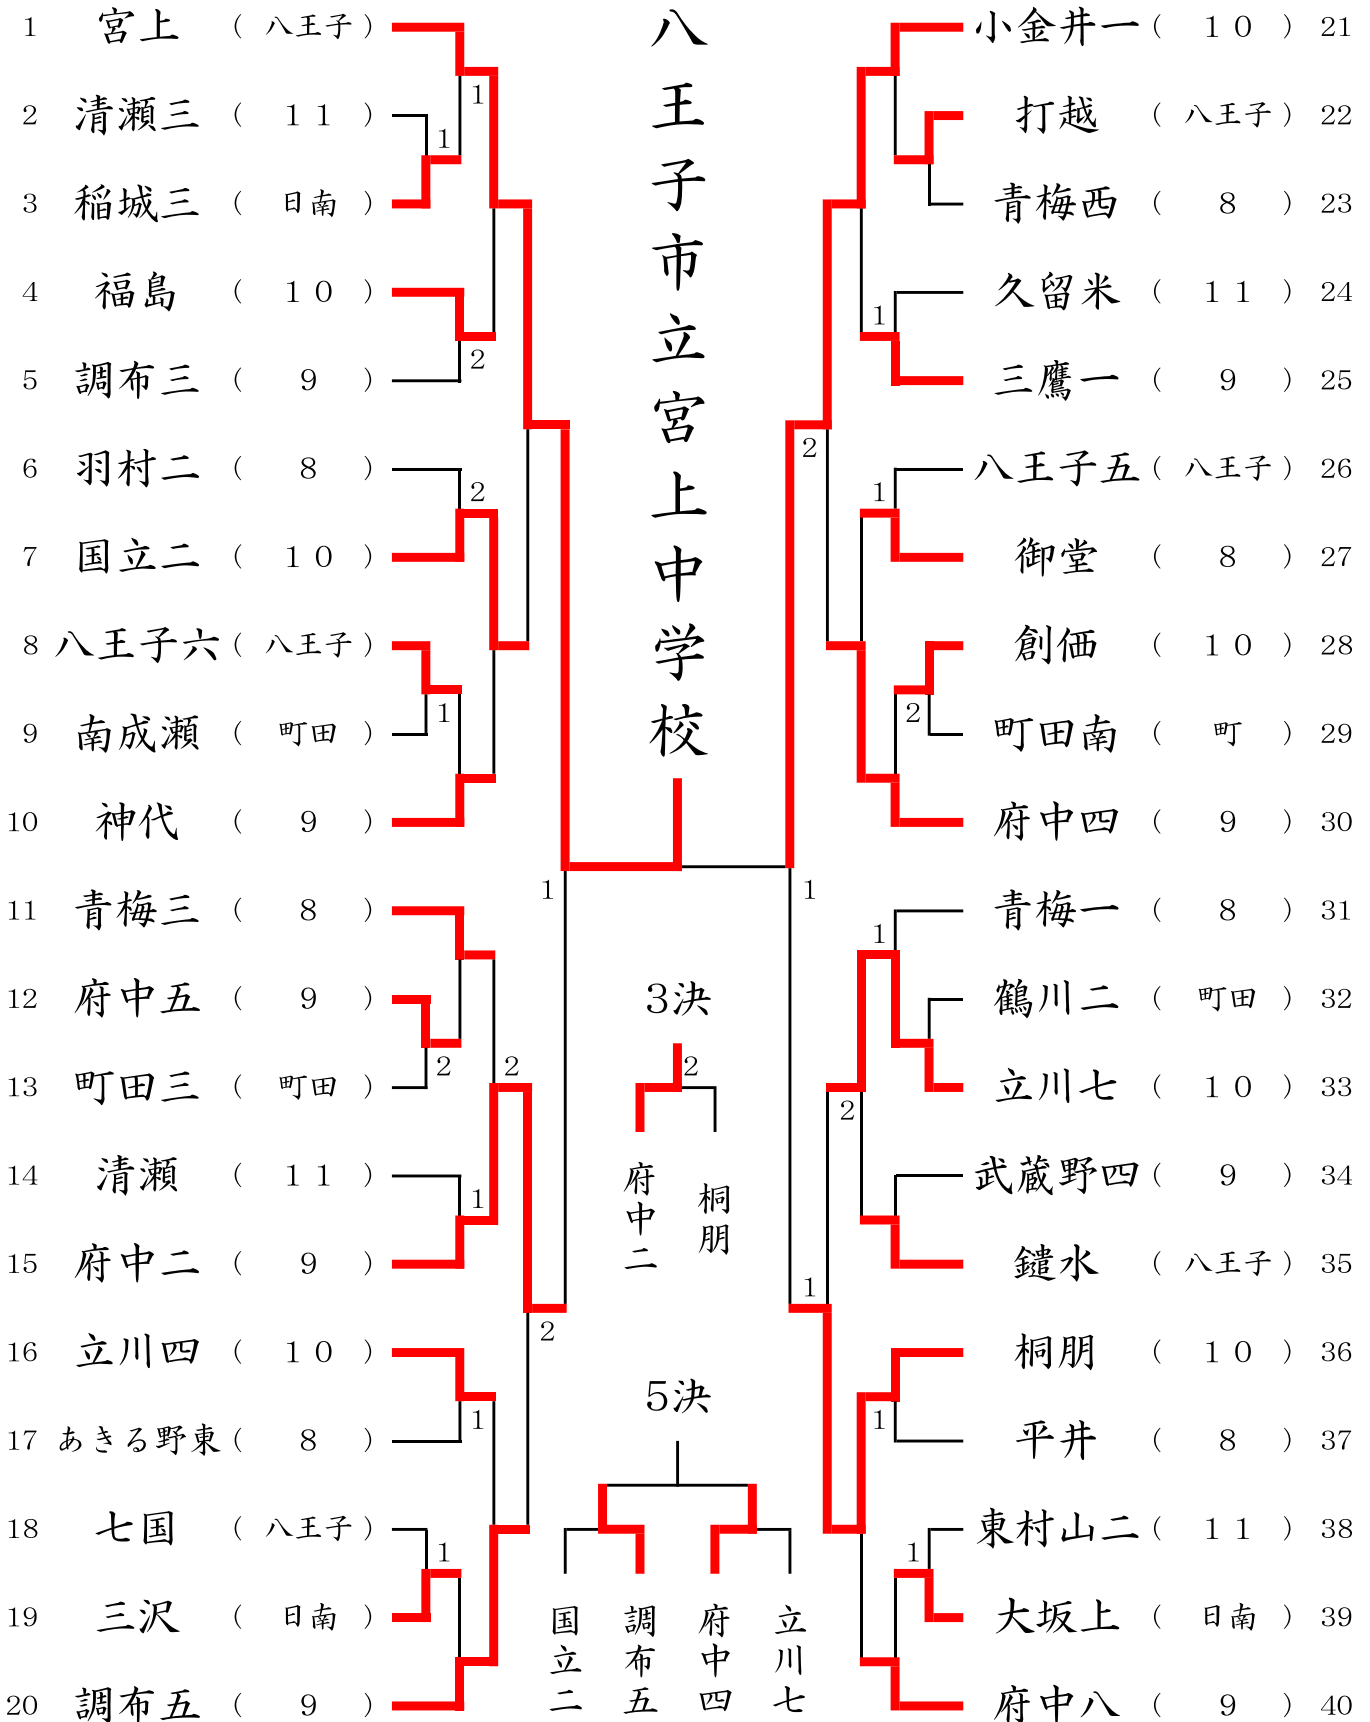 1 宮上 ( 八王子 )
2 清瀬三 ( 11 )
3 稲城三 ( 日南 )
4 福島 ( 10 )
5 調布三 ( 9 )
6 羽村二 ( 8 )
7 国立二 ( 10 )
8 八王子六 ( 八王子 )
9 南成瀬 ( 町田 )
10 神代 ( 9 )
11 青梅三 ( 8 )
12 府中五 ( 9 )
13 町田三 ( 町田 )
14 清瀬 ( 11 )
15 府中二 ( 9 )
16 立川四 ( 10 )
17 あきる野東 ( 8 )
18 七国 ( 八王子 )
19 三沢 ( 日南 )
20 調布五 ( 9 )
1
1
2
2
1
2
2
1
1
1
1
2
八王子市立宮上中学校
3決
2
府中二
桐朋
5決
国立二
調布五
府中四
立川七
1
2
1
2
1
1
2
1
1
1
小金井一 ( 10 ) 21
打越 ( 八王子 ) 22
青梅西 ( 8 ) 23
久留米 ( 11 ) 24
三鷹一 ( 9 ) 25
八王子五 ( 八王子 ) 26
御堂 ( 8 ) 27
創価 ( 10 ) 28
町田南 ( 町 ) 29
府中四 ( 9 ) 30
青梅一 ( 8 ) 31
鶴川二 ( 町田 ) 32
立川七 ( 10 ) 33
武蔵野四 ( 9 ) 34
鑓水 ( 八王子 ) 35
桐朋 ( 10 ) 36
平井 ( 8 ) 37
東村山二 ( 11 ) 38
大坂上 ( 日南 ) 39
府中八 ( 9 ) 40